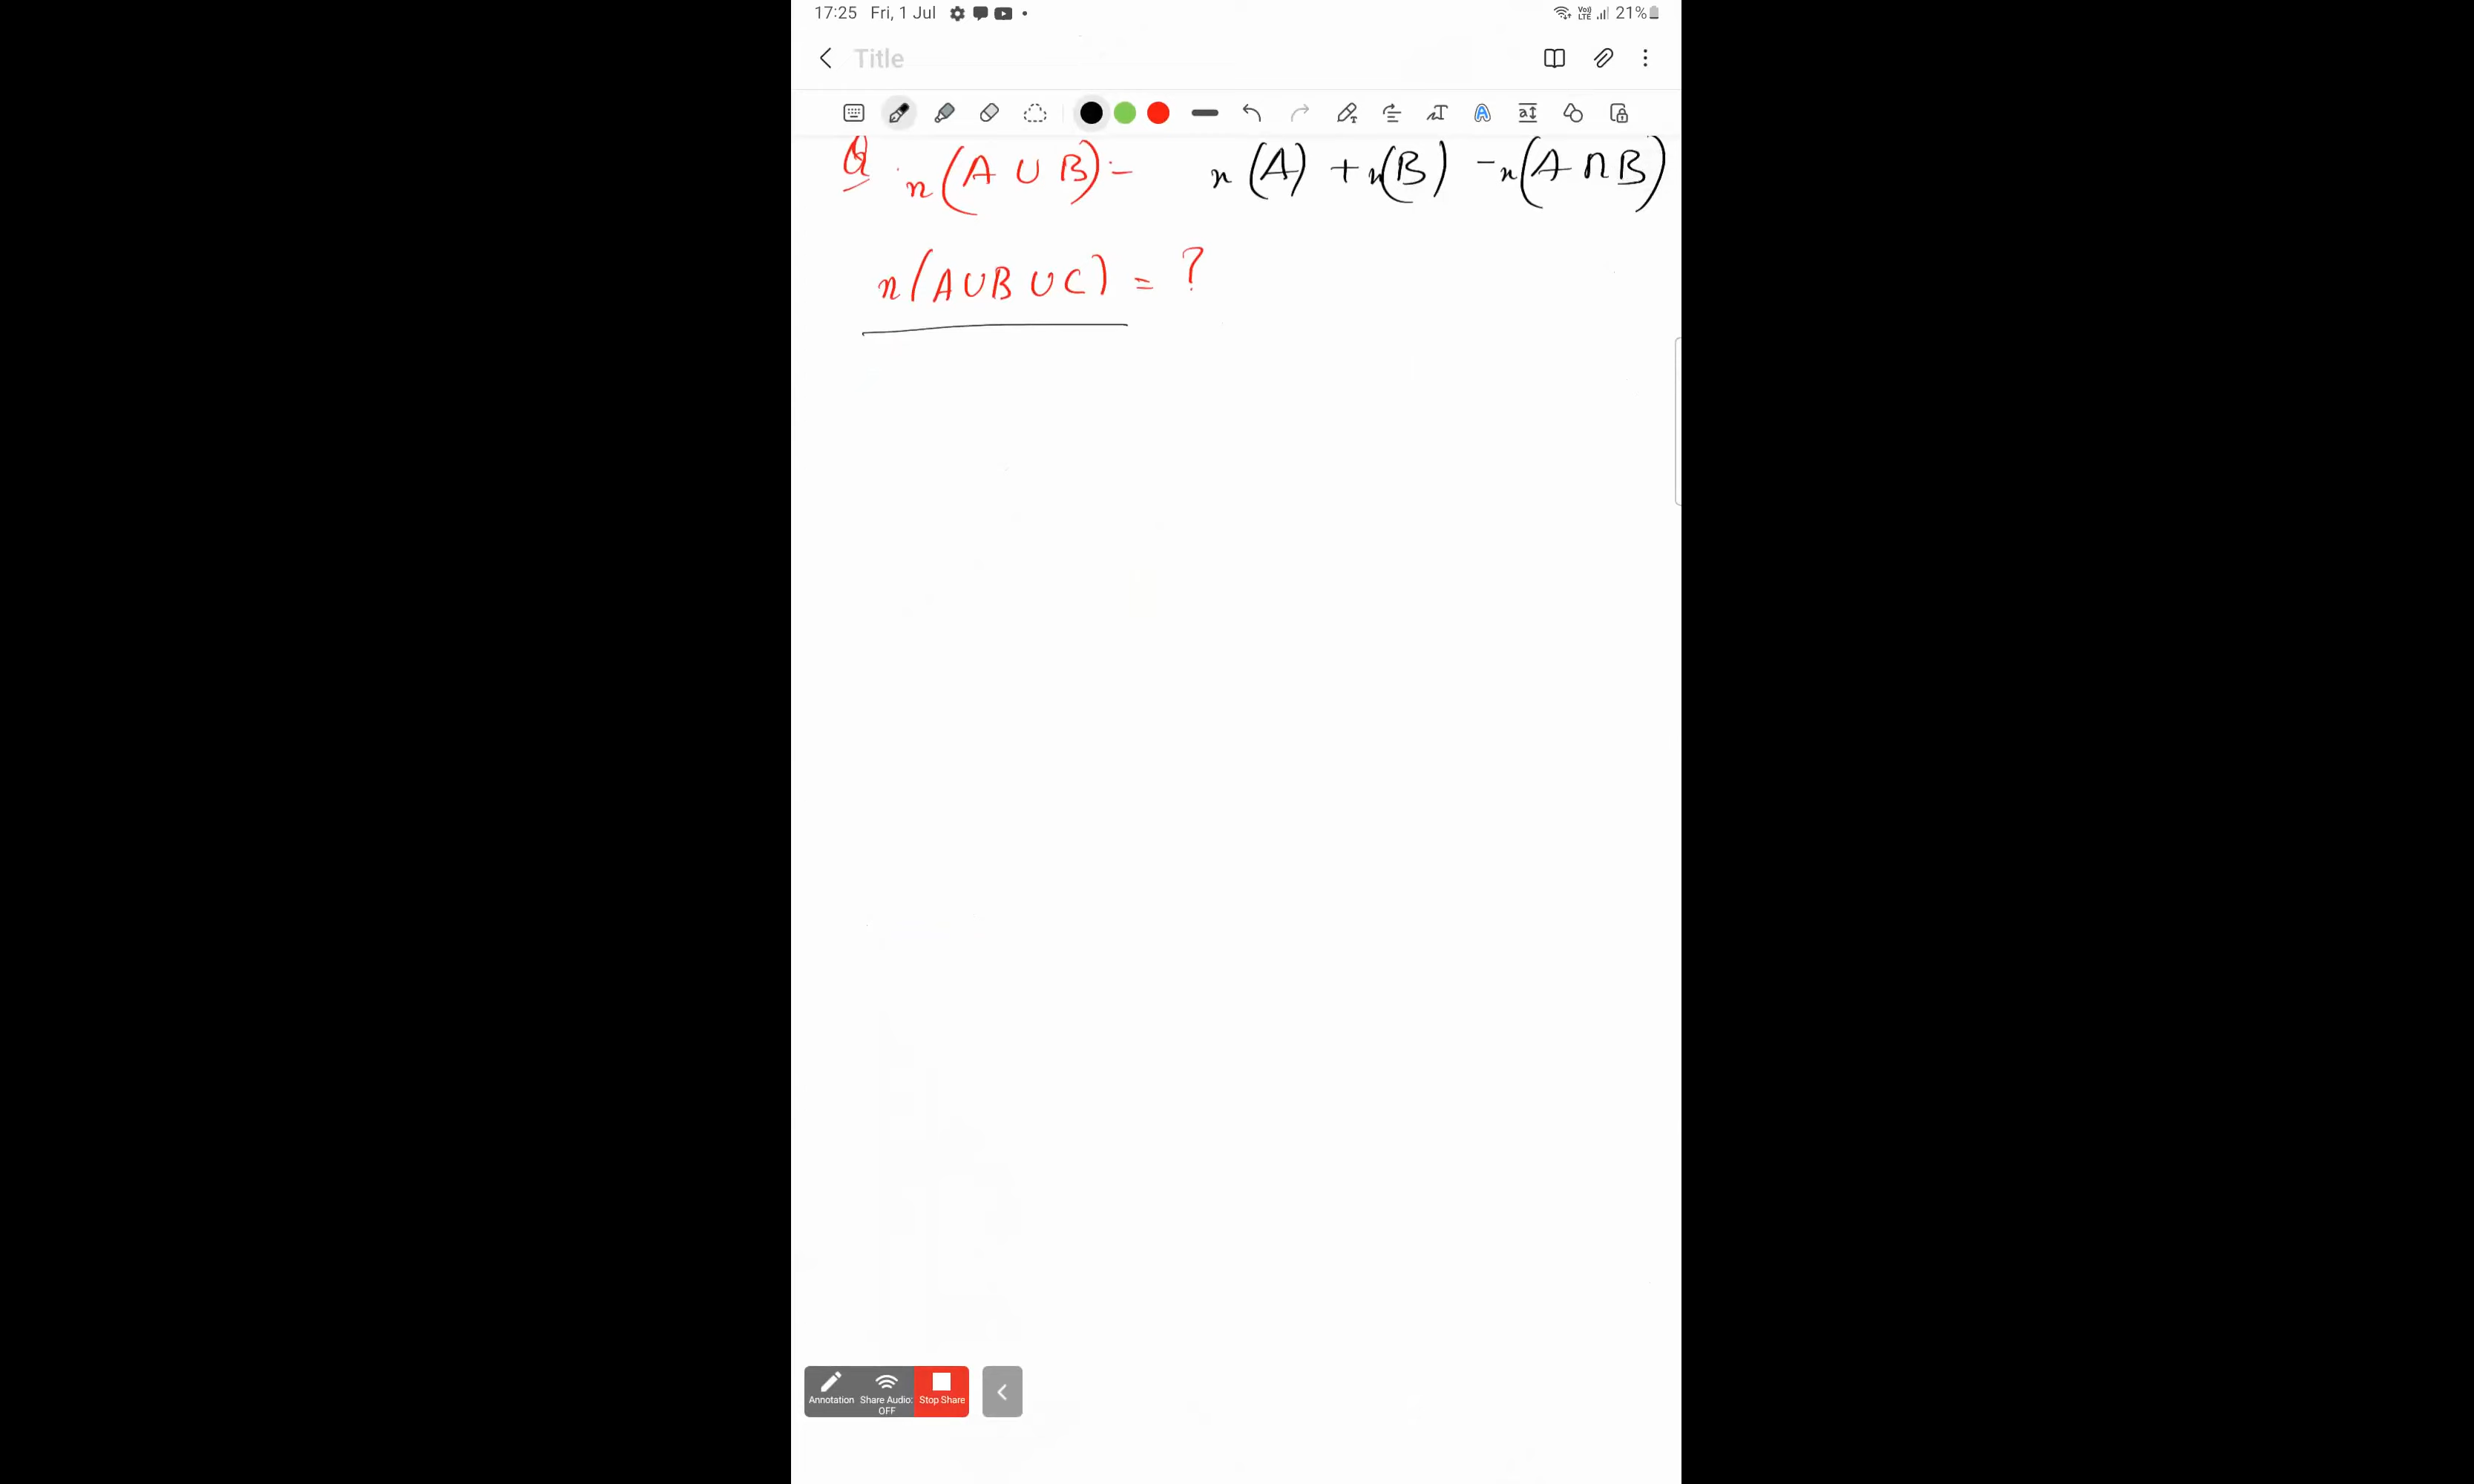 17:25 Fri, 1 Jul 21%
Title
Q n(A ∪ B) = n(A) + n(B) - n(A ∩ B)
n(A∪B∪C) = ?
Annotation Share Audio: OFF Stop Share